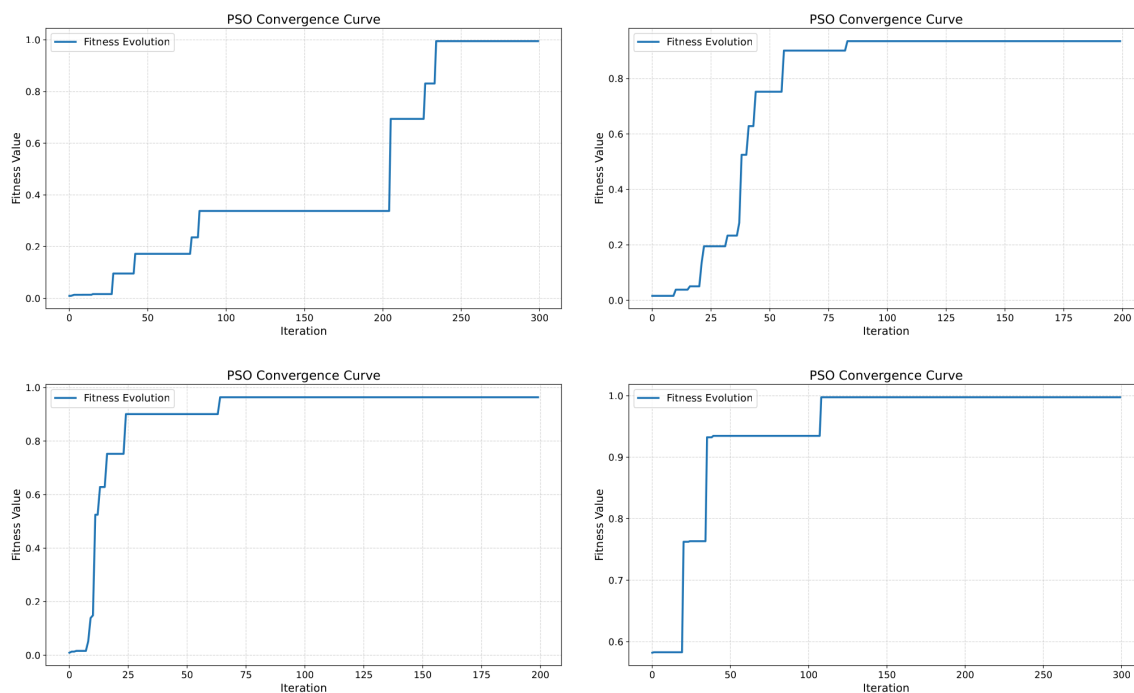 PSO Convergence Curve
Fitness Evolution
1.0
0.8
0.6
0.4
0.2
0.0
Fitness Value
0 50 100 150 200 250 300
Iteration
PSO Convergence Curve
Fitness Evolution
0.8
0.6
0.4
0.2
0.0
Fitness Value
0 25 50 75 100 125 150 175 200
Iteration
PSO Convergence Curve
Fitness Evolution
1.0
0.8
0.6
0.4
0.2
0.0
Fitness Value
0 25 50 75 100 125 150 175 200
Iteration
PSO Convergence Curve
Fitness Evolution
1.0
0.9
0.8
0.7
0.6
Fitness Value
0 50 100 150 200 250 300
Iteration